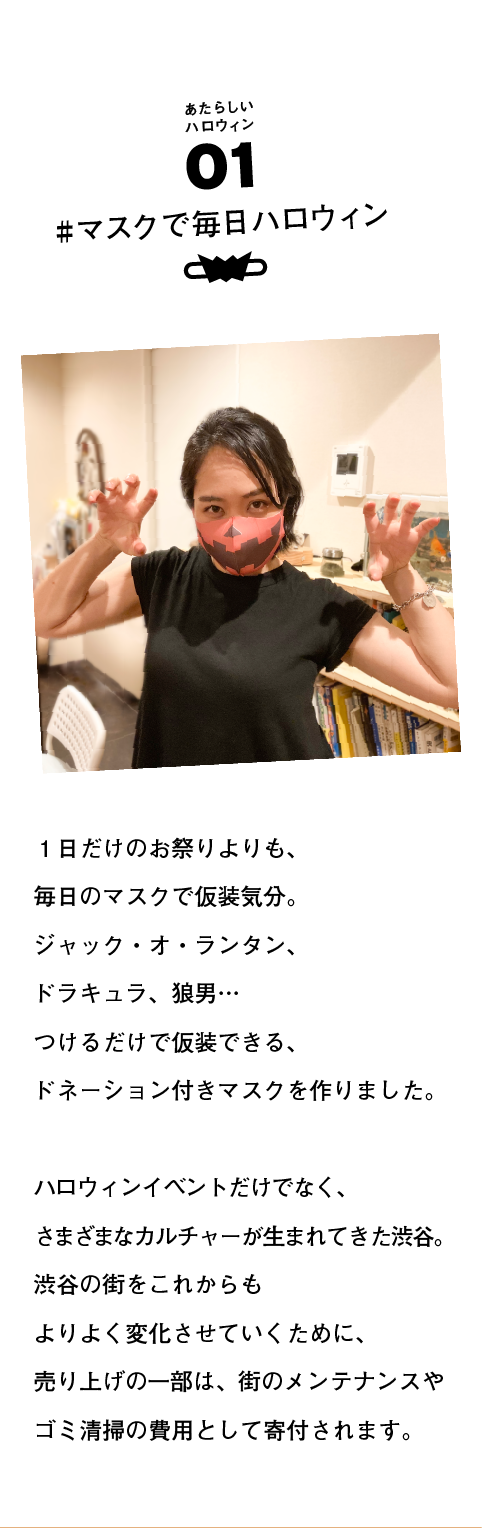 あたらしい
ハロウィン
01
#マスクで毎日ハロウィン
１日だけのお祭りよりも、
毎日のマスクで仮装気分。
ジャック・オ・ランタン、
ドラキュラ、狼男…
つけるだけで仮装できる、
ドネーション付きマスクを作りました。
ハロウィンイベントだけでなく、
さまざまなカルチャーが生まれてきた渋谷。
渋谷の街をこれからも
よりよく変化させていくために、
売り上げの一部は、街のメンテナンスや
ゴミ清掃の費用として寄付されます。